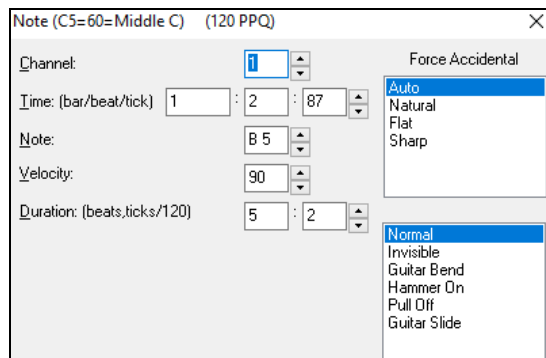 Note (C5=60=Middle C) (120 PPQ)
Channel: 1
Time: (bar/beat/tick) 1 : 2 : 87
Note: B 5
Velocity: 90
Duration: (beats,ticks/120) 5 : 2
Force Accidental
Auto
Natural
Flat
Sharp
Normal
Invisible
Guitar Bend
Hammer On
Pull Off
Guitar Slide